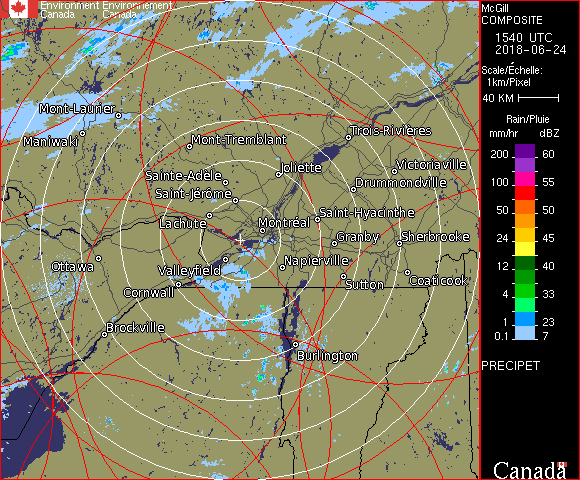 Environment Environnement
Canada Canada
McGill
COMPOSITE
1540 UTC
2018-06-24
Scale/Échelle:
1km/Pixel
40 KM
Rain/Pluie
mm/hr dBZ
200 60
155
100 55
50 50
24 45
12 40
4 33
1 23
0.1 7
PRECIPET
Canada
Mont-Laurier
Maniwaki
Mont-Tremblant
Trois-Rivières
Joliette
Victoriaville
Sainte-Adèle
Drummondville
Saint-Jérôme
Lachute
Saint-Hyacinthe
Montréal
Granby
Sherbrooke
Ottawa
Valleyfield
Napierville
Cornwall
Sutton
Coaticook
Brockville
Burlington